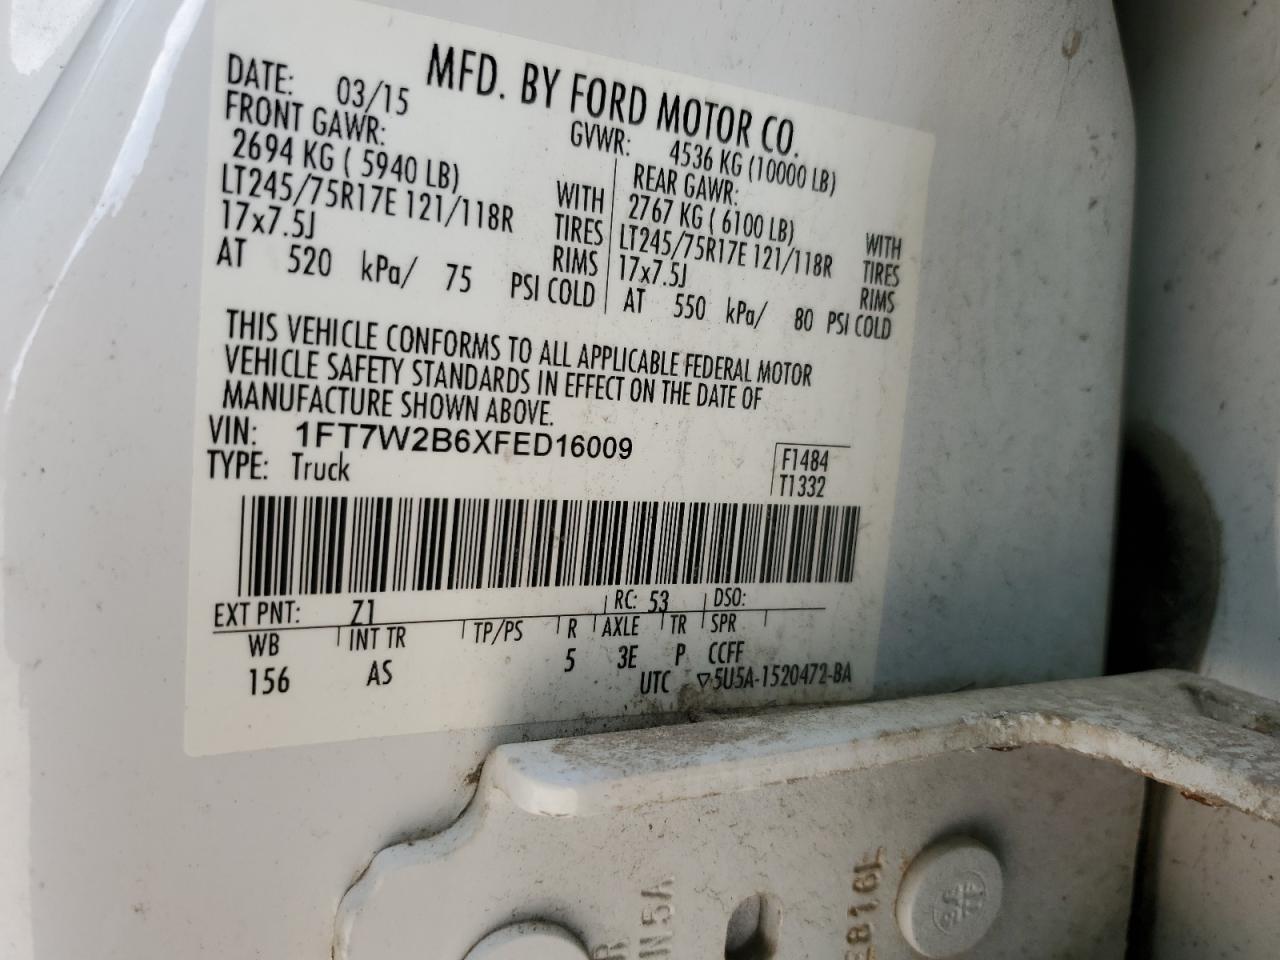 MFD. BY FORD MOTOR CO.
DATE: 03/15
GVWR: 4536 KG (10000 LB)
FRONT GAWR:
2694 KG ( 5940 LB) WITH
LT245/75R17E 121/118R TIRES
17x7.5J RIMS
AT 520 kPa/ 75 PSI COLD
REAR GAWR:
2767 KG ( 6100 LB) WITH
LT245/75R17E 121/118R TIRES
17x7.5J RIMS
AT 550 kPa/ 80 PSI COLD
THIS VEHICLE CONFORMS TO ALL APPLICABLE FEDERAL MOTOR
VEHICLE SAFETY STANDARDS IN EFFECT ON THE DATE OF
MANUFACTURE SHOWN ABOVE.
VIN: 1FT7W2B6XFED16009
TYPE: Truck
F1484
T1332
EXT PNT: Z1 RC: 53 DSO:
WB INT TR TP/PS R AXLE TR SPR
156 AS 5 3E P CCFF
UTC ▽5U5A-1520472-BA